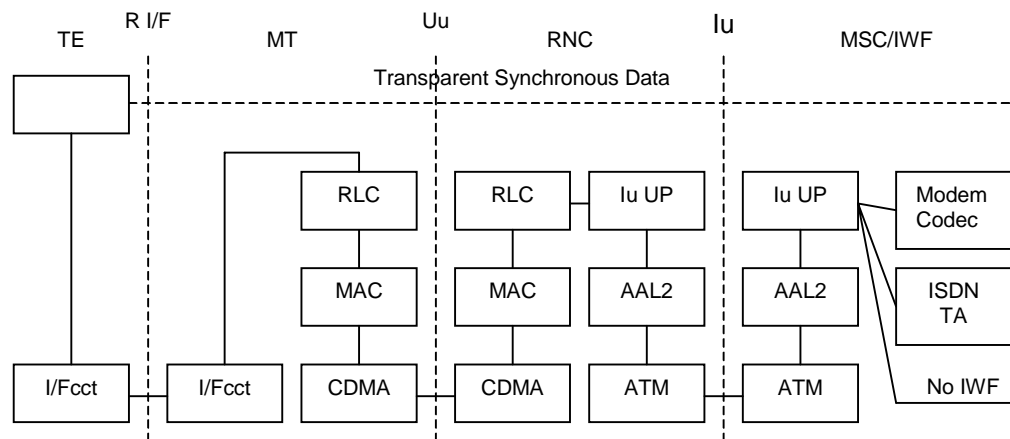 R I/F
Uu
Iu
TE
MT
RNC
MSC/IWF
Transparent Synchronous Data
RLC
RLC
Iu UP
Iu UP
Modem
Codec
MAC
MAC
AAL2
AAL2
ISDN
TA
I/Fcct
I/Fcct
CDMA
CDMA
ATM
ATM
No IWF